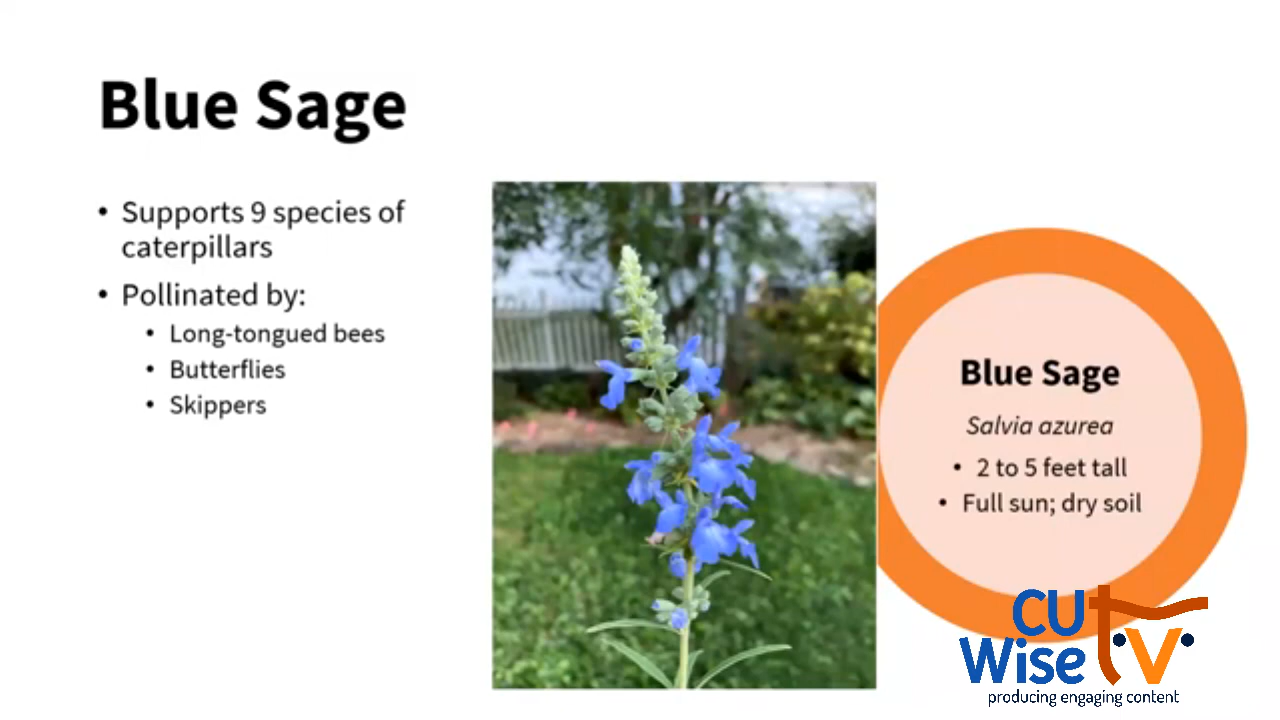 Blue Sage
• Supports 9 species of
caterpillars
• Pollinated by:
• Long-tongued bees
• Butterflies
• Skippers
Blue Sage
Salvia azurea
• 2 to 5 feet tall
• Full sun; dry soil
CU
Wise tv
producing engaging content